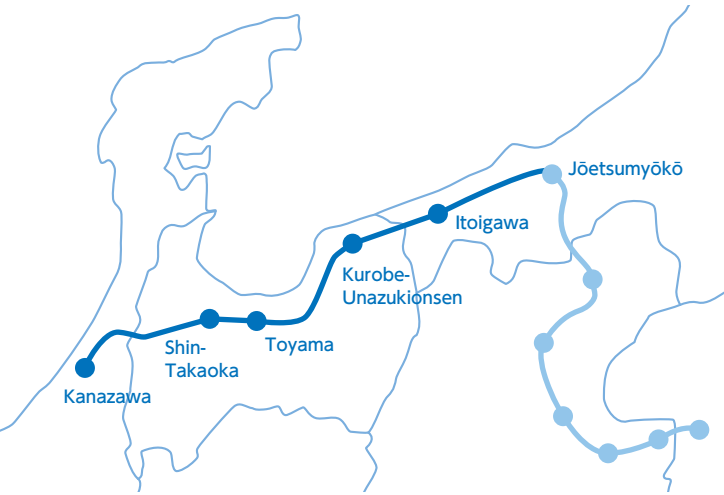 Jōetsumyōkō
Itoigawa
Kurobe-
Unazukionsen
Toyama
Shin-
Takaoka
Kanazawa